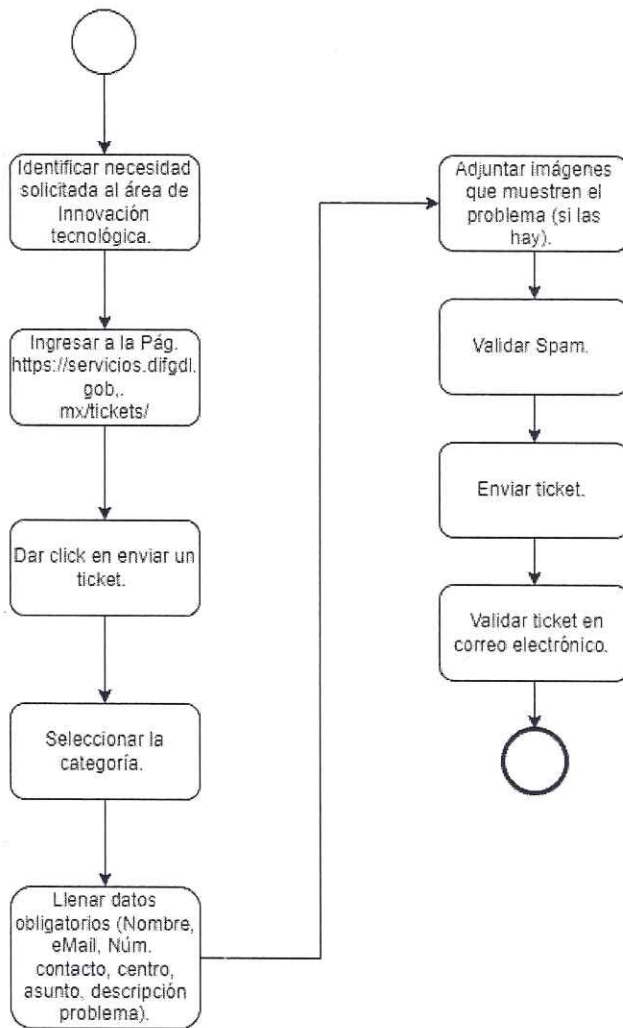 Identificar necesidad
solicitada al área de
Innovación
tecnológica.
Ingresar a la Pág.
https://servicios.difgdl.
gob,.
mx/tickets/
Dar click en enviar un
ticket.
Seleccionar la
categoría.
Llenar datos
obligatorios (Nombre,
eMail, Núm.
contacto, centro,
asunto, descripción
problema).
Adjuntar imágenes
que muestren el
problema (si las
hay).
Validar Spam.
Enviar ticket.
Validar ticket en
correo electrónico.